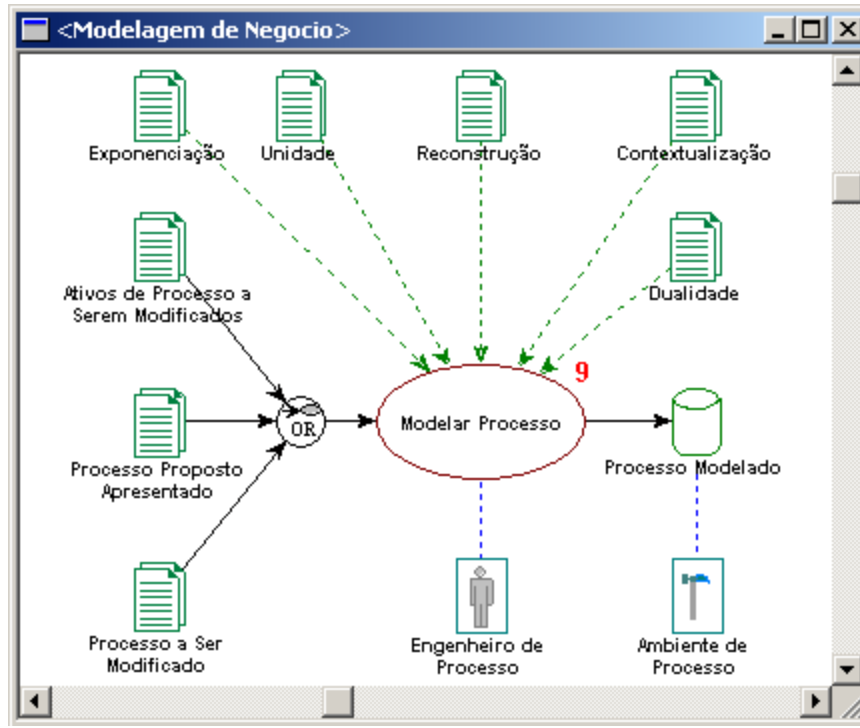 <Modelagem de Negocio>
Exponenciação
Unidade
Reconstrução
Contextualização
Ativos de Processo a
Serem Modificados
Dualidade
9
OR
Modelar Processo
Processo Proposto
Apresentado
Processo Modelado
Processo a Ser
Modificado
Engenheiro de
Processo
Ambiente de
Processo